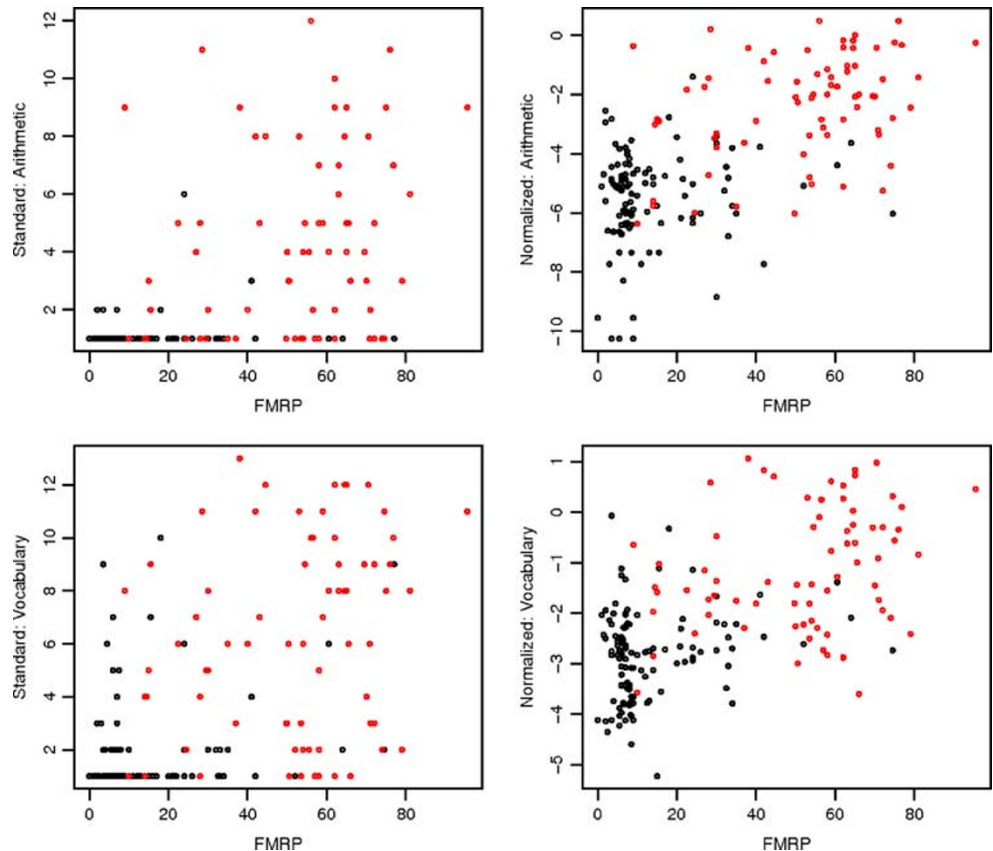 Standard: Arithmetic
12
10
8
6
4
2
0 20 40 60 80
FMRP
Normalized: Arithmetic
0
−2
−4
−6
−8
−10
0 20 40 60 80
FMRP
Standard: Vocabulary
12
10
8
6
4
2
0 20 40 60 80
FMRP
Normalized: Vocabulary
1
0
−1
−2
−3
−4
−5
0 20 40 60 80
FMRP